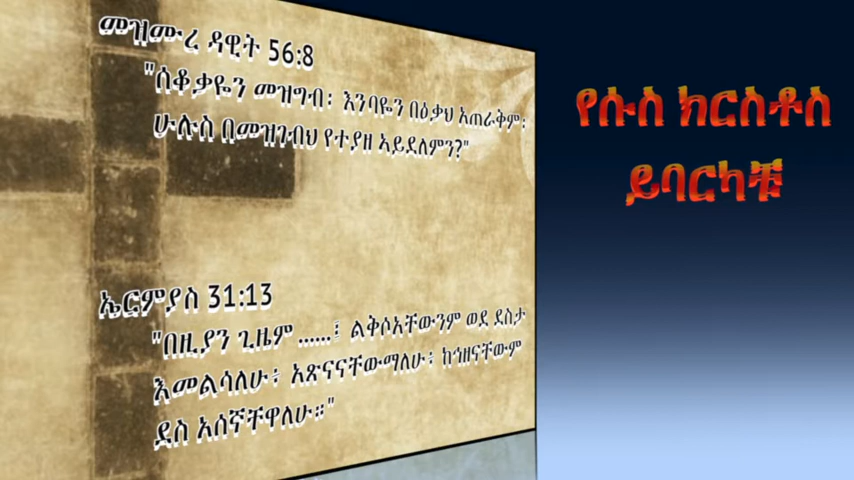 መዝሙረ ዳዊት 56:8
"ሰቆቃዬን መዝግብ፤ እንባዬን በዕቃህ አጠራቅም፤
ሁሉስ በመዝገብህ የተያዘ አይደለምን?"
ኤርምያስ 31:13
"በዚያን ጊዜም ......፤ ልቅሶአቸውንም ወደ ደስታ
እመልሳለሁ፤ አጽናናቸውማለሁ፤ ከኀዘናቸውም
ደስ አሰኛቸዋለሁ።"
የሱስ ክርስቶስ
ይባርካቹ